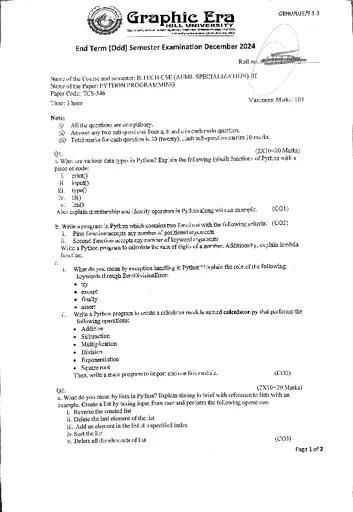 GEHU/02E/9.1.3
Graphic Era
HILL UNIVERSITY
End Term (Odd) Semester Examination December 2024
Roll no.
Name of the Course and semester: B.TECH CSE (AI/ML SPECIALIZATION) III
Name of the Paper: PYTHON PROGRAMMING
Paper Code: TCS-346
Time: 3 hour
Maximum Marks: 100
Note:
(i) All the questions are compulsory.
(ii) Answer any two sub questions from a, b and c in each main question.
(iii) Total marks for each question is 20 (twenty). Each sub-question carries 10 marks.
Q1.
(2X10=20 Marks)
a. What are various data types in Python? Explain the following inbuilt functions of Python with a
piece of code:
i. print()
ii. input()
iii. type()
iv. id()
v. len()
Also explain membership and identity operators in Python along with an example. (CO1)
b. Write a program in Python which contains two functions with the following criteria: (CO2)
i. First function accepts any number of positional arguments
ii. Second function accepts any number of keyword arguments
Write a Python program to calculate the sum of digits of a number. Additionally, explain lambda
function.
c.
i. What do you mean by exception handling in Python? Explain the role of the following
keywords through ZeroDivisionError:
• try
• except
• finally
• assert
ii. Write a Python program to create a calculator module named calculator.py that performs the
following operations:
• Addition
• Subtraction
• Multiplication
• Division
• Exponentiation
• Square root
Then, write a main program to import and use this module.
Q2.
(2X10=20 Marks)
a. What do you mean by lists in Python? Explain slicing in brief with reference to lists with an
example. Create a list by taking input from user and perform the following operations:
i. Reverse the created list
ii. Delete the last element of the list
iii. Add an element in the list at a specified index
iv. Sort the list
v. Delete all the elements of list (CO3)
Page 1 of 2